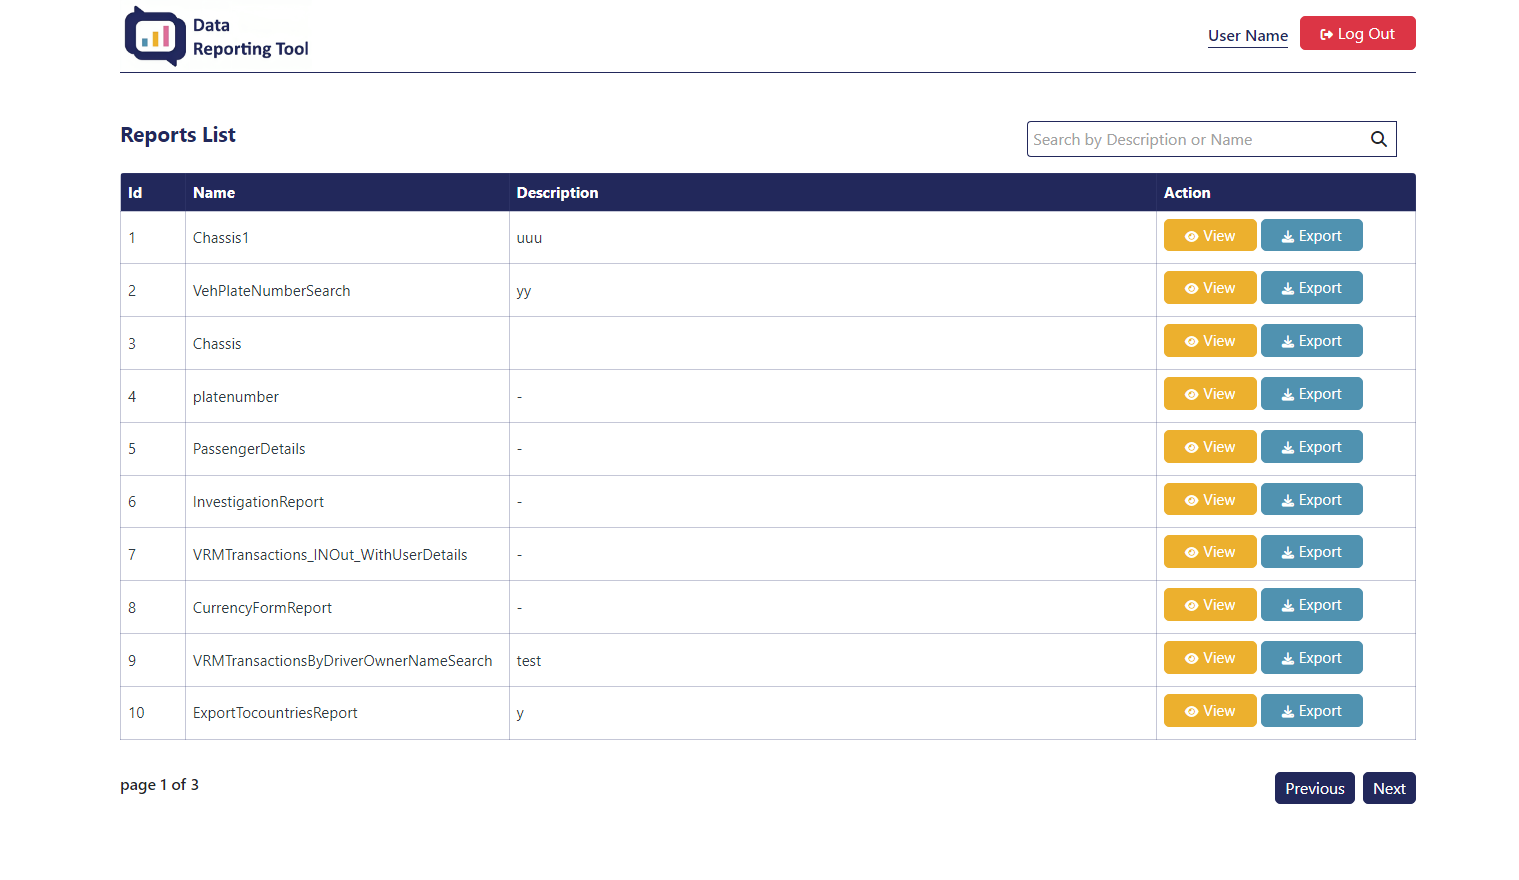 Data
Reporting Tool
User Name
Log Out
Reports List
Search by Description or Name
Id Name Description Action
1 Chassis1 uuu View Export
2 VehPlateNumberSearch yy View Export
3 Chassis View Export
4 platenumber - View Export
5 PassengerDetails - View Export
6 InvestigationReport - View Export
7 VRMTransactions_INOut_WithUserDetails - View Export
8 CurrencyFormReport - View Export
9 VRMTransactionsByDriverOwnerNameSearch test View Export
10 ExportTocountriesReport y View Export
page 1 of 3
Previous Next